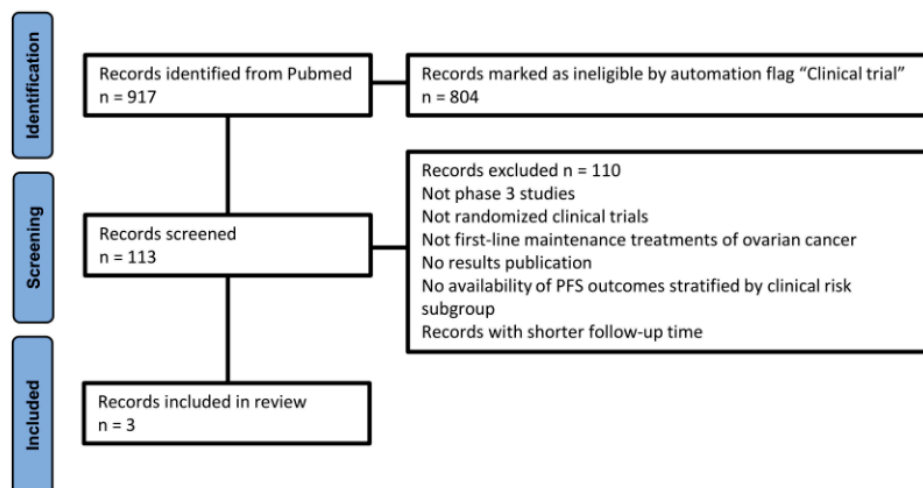 Identification
Records identified from Pubmed
n = 917
Records marked as ineligible by automation flag “Clinical trial”
n = 804
Screening
Records screened
n = 113
Records excluded n = 110
Not phase 3 studies
Not randomized clinical trials
Not first-line maintenance treatments of ovarian cancer
No results publication
No availability of PFS outcomes stratified by clinical risk
subgroup
Records with shorter follow-up time
Included
Records included in review
n = 3